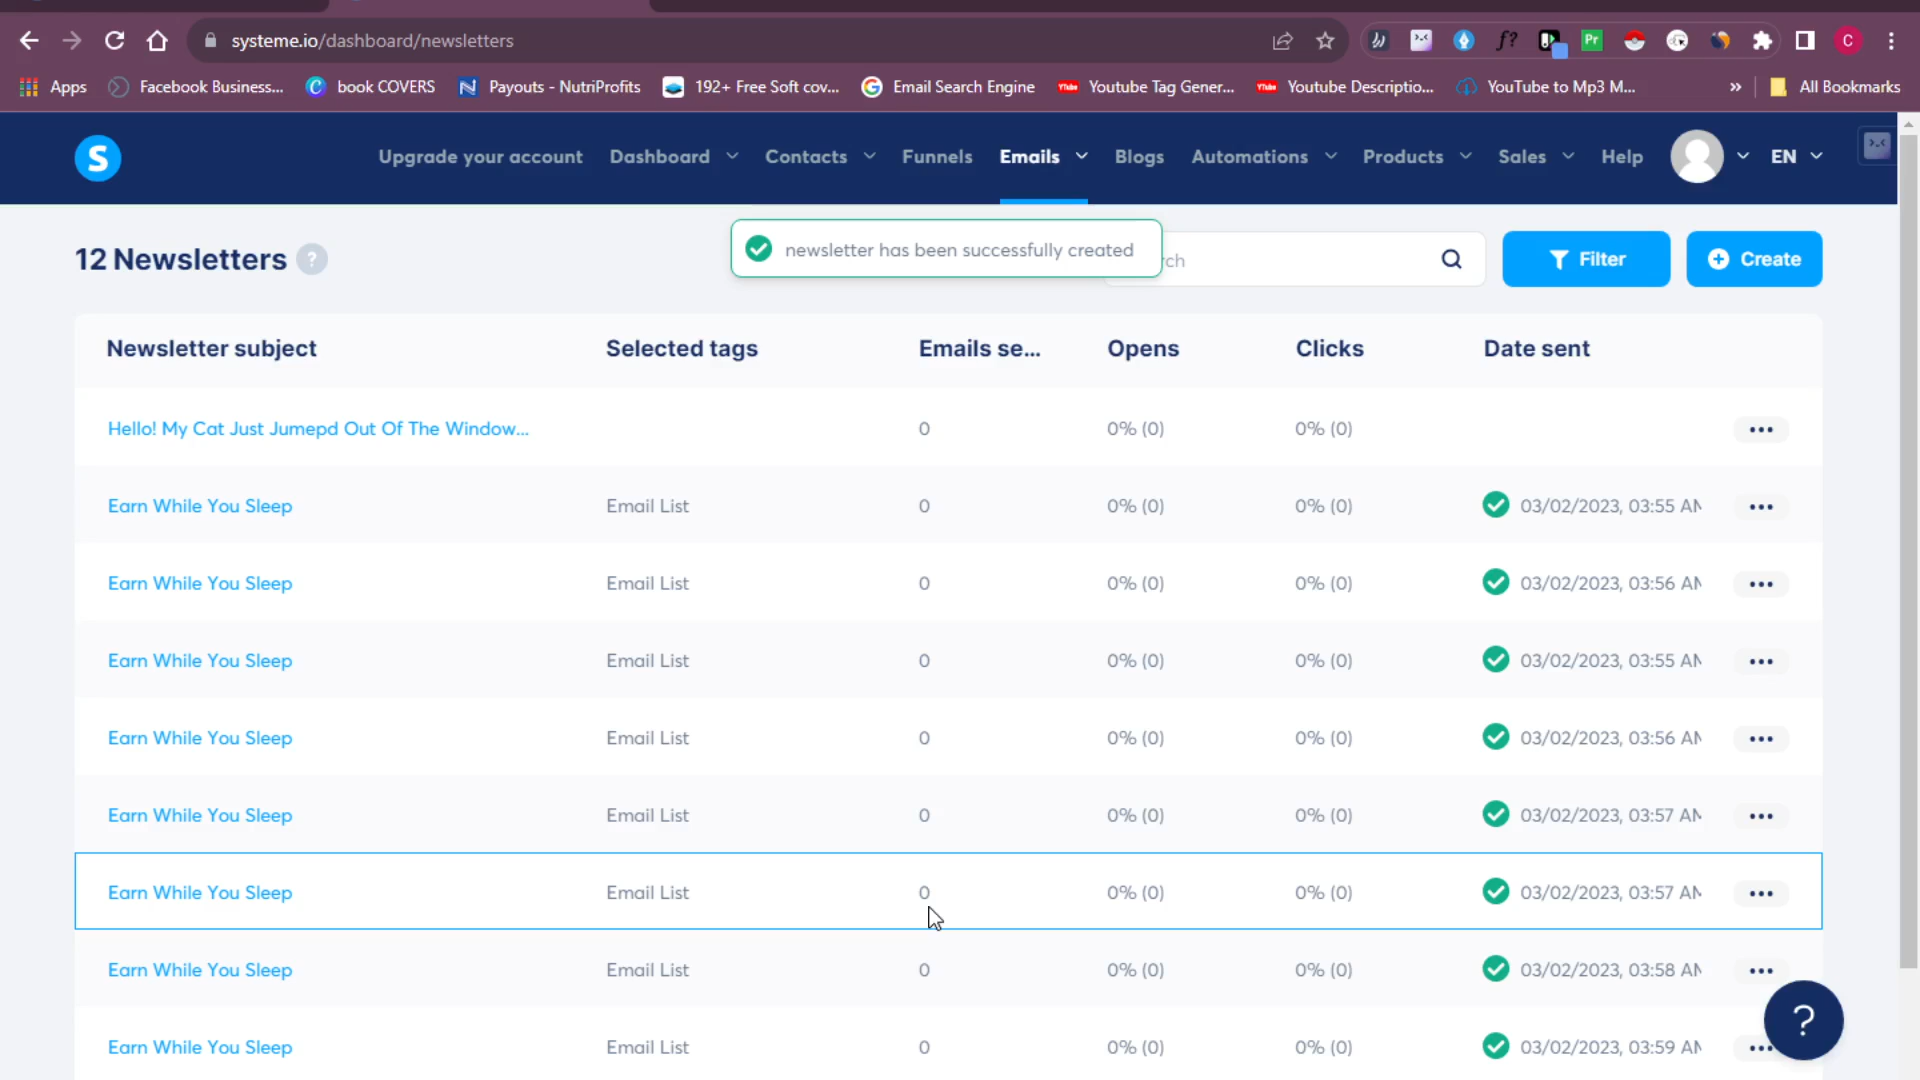 systeme.io/dashboard/newsletters
Pr
C
Apps
Facebook Business...
book COVERS
Payouts - NutriProfits
192+ Free Soft cov...
Email Search Engine
Youtube Tag Gener...
Youtube Descriptio...
YouTube to Mp3 M...
»
All Bookmarks
S
Upgrade your account
Dashboard
Contacts
Funnels
Emails
Blogs
Automations
Products
Sales
Help
EN
12 Newsletters ?
newsletter has been successfully created
ch
Filter
Create
Newsletter subject Selected tags Emails se... Opens Clicks Date sent
Hello! My Cat Just Jumepd Out Of The Window... 0 0% (0) 0% (0) •••
Earn While You Sleep Email List 0 0% (0) 0% (0) 03/02/2023, 03:55 AM •••
Earn While You Sleep Email List 0 0% (0) 0% (0) 03/02/2023, 03:56 AM •••
Earn While You Sleep Email List 0 0% (0) 0% (0) 03/02/2023, 03:55 AM •••
Earn While You Sleep Email List 0 0% (0) 0% (0) 03/02/2023, 03:56 AM •••
Earn While You Sleep Email List 0 0% (0) 0% (0) 03/02/2023, 03:57 AM •••
Earn While You Sleep Email List 0 0% (0) 0% (0) 03/02/2023, 03:57 AM •••
Earn While You Sleep Email List 0 0% (0) 0% (0) 03/02/2023, 03:58 AM •••
Earn While You Sleep Email List 0 0% (0) 0% (0) 03/02/2023, 03:59 AM •••
?